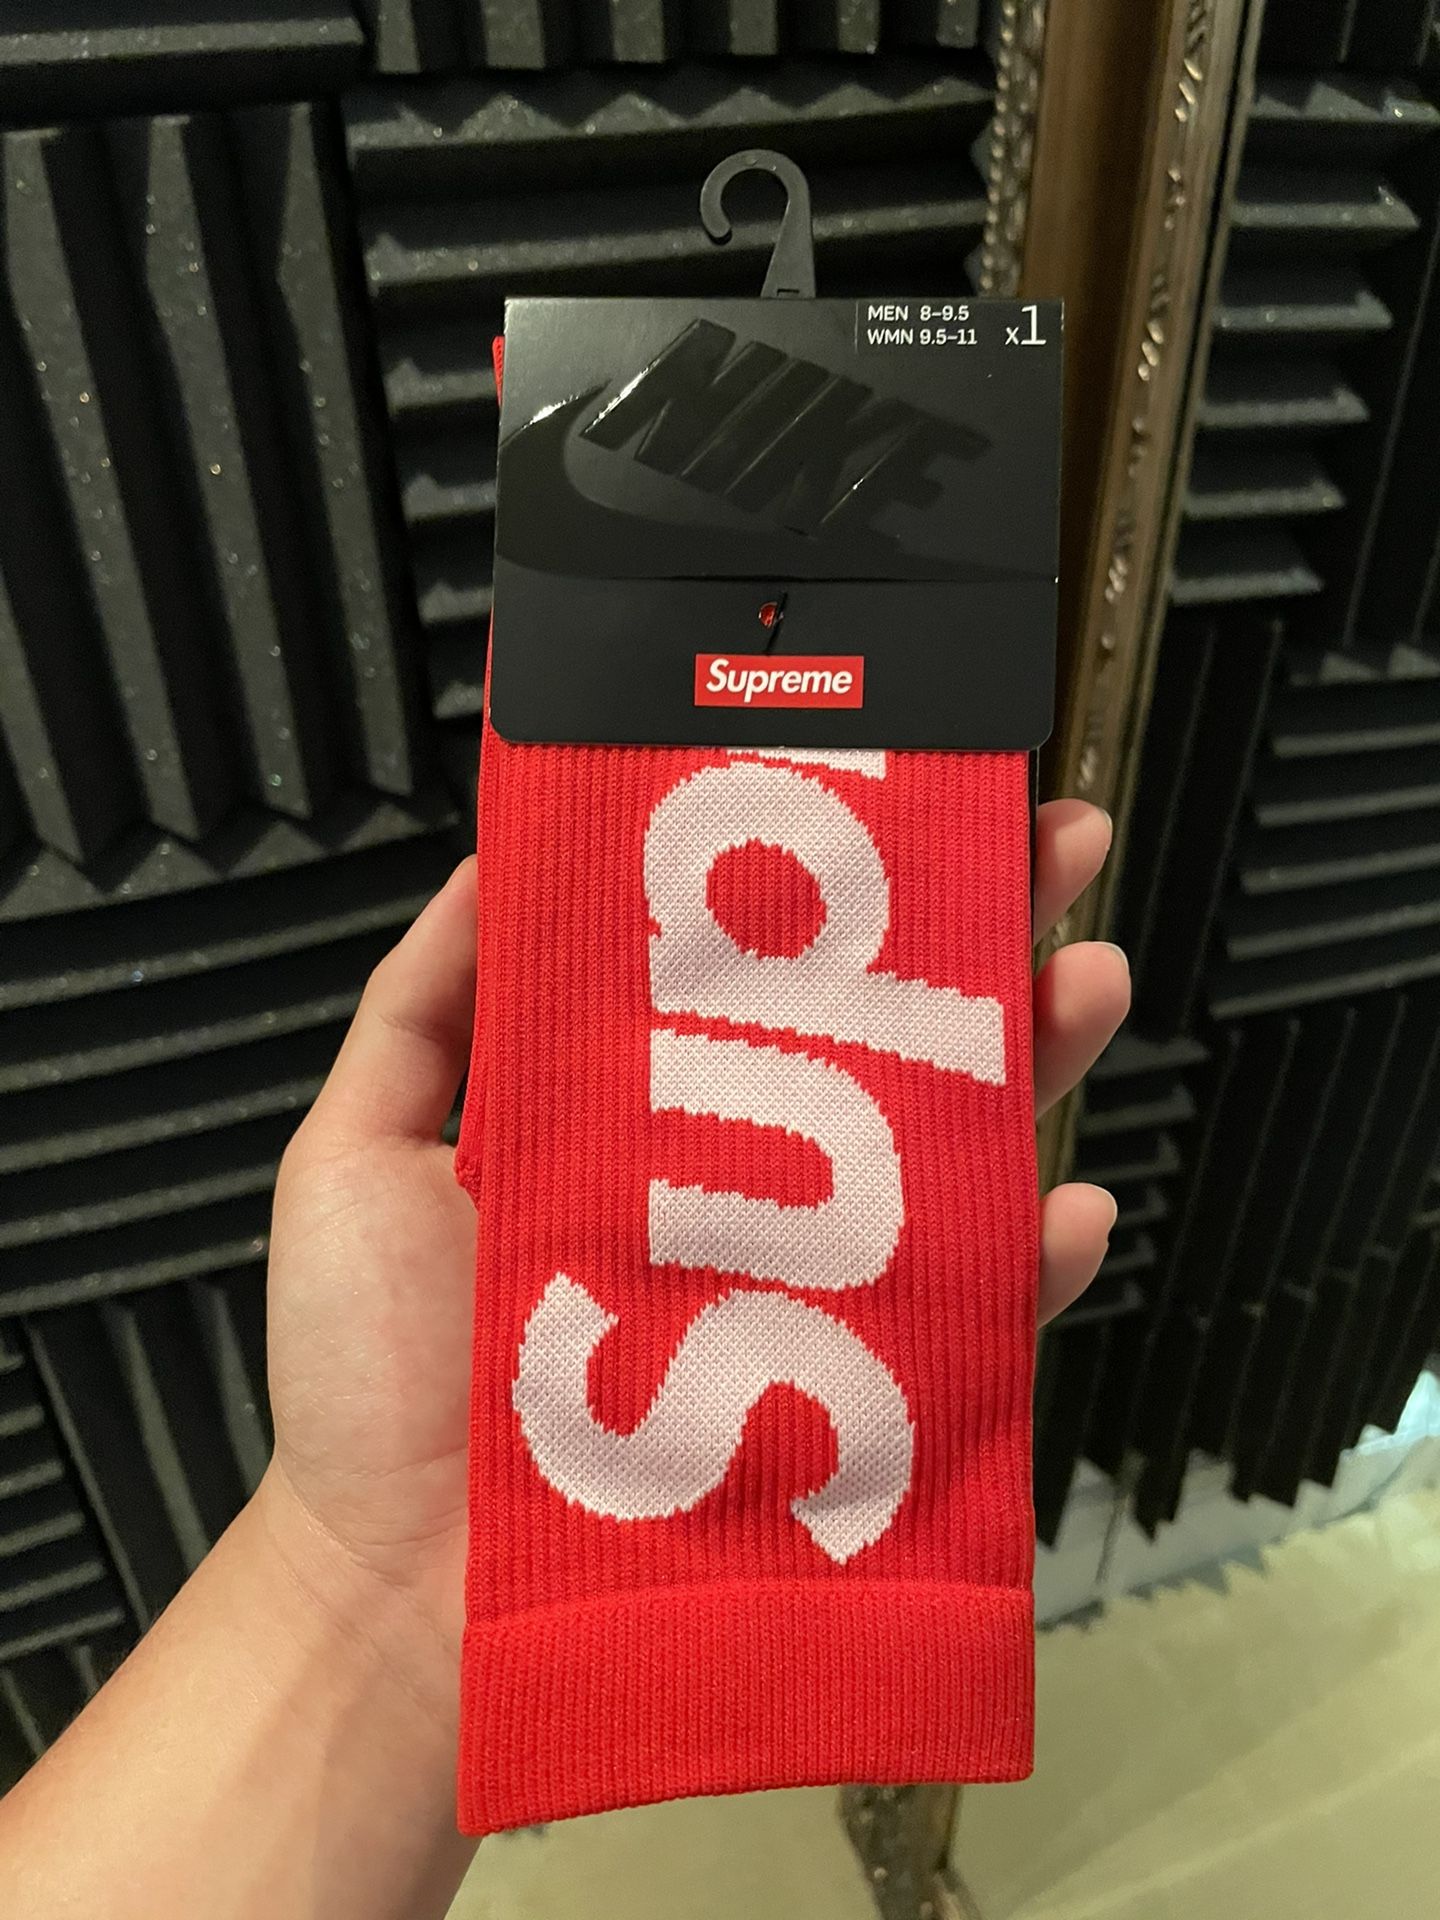 MEN 8-9.5
WMN 9.5-11 x1
NIKE
Supreme
Sup